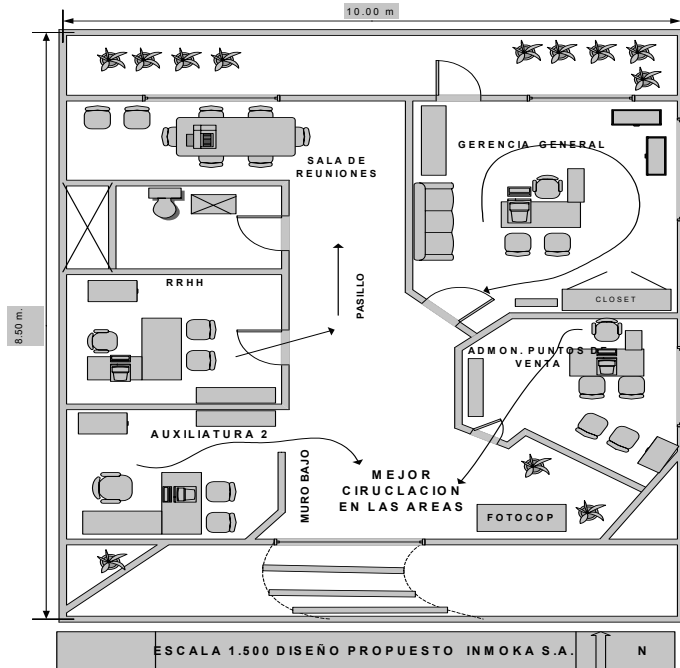 10.00 m
GERENCIA GENERAL
SALA DE
REUNIONES
RRHH
PASILLO
CLOSET
8.50 m.
ADMON. PUNTOS DE
VENTA
AUXILIATURA 2
MURO BAJO
MEJOR
CIRUCLACION
EN LAS AREAS
FOTOCOP
ESCALA 1.500 DISEÑO PROPUESTO INMOKA S.A.
N